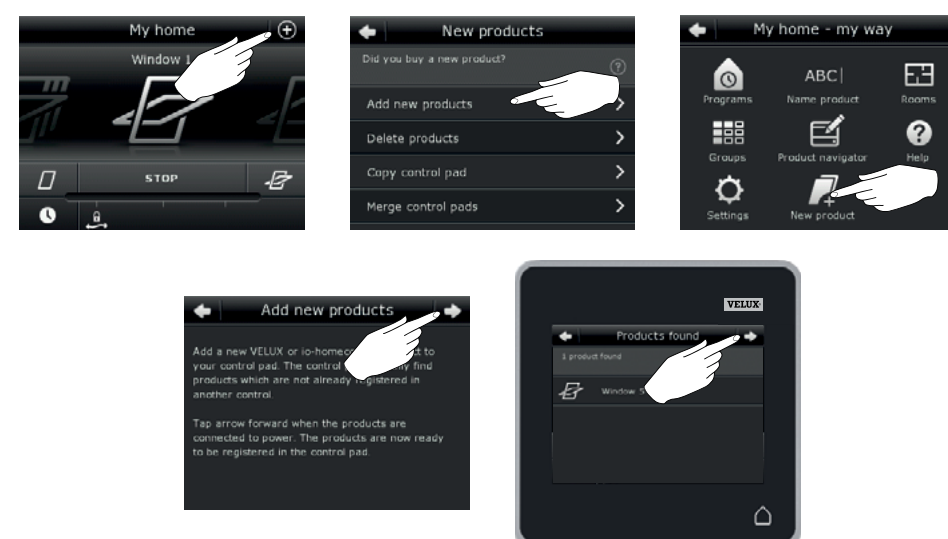 My home
Window 1
STOP
New products
Did you buy a new product?
?
Add new products
Delete products
Copy control pad
Merge control pads
My home - my way
ABC|
Programs
Name product
Rooms
?
Groups
Product navigator
Help
Settings
New product
Add new products
Add a new VELUX or to
your control pad. The control find
products which are not already registered in
another control.
Tap arrow forward when the products are
connected to power. The products are now ready
to be registered in the control pad.
VELUX
Products found
1 product found
Window